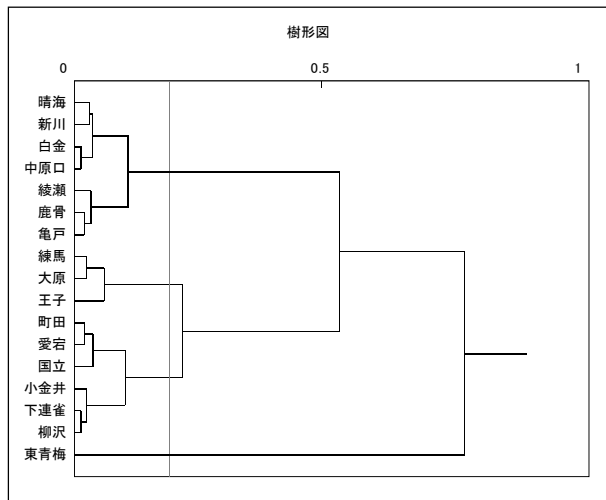 樹形図
0 0.5 1
晴海
新川
白金
中原口
綾瀬
鹿骨
亀戸
練馬
大原
王子
町田
愛宕
国立
小金井
下連雀
柳沢
東青梅